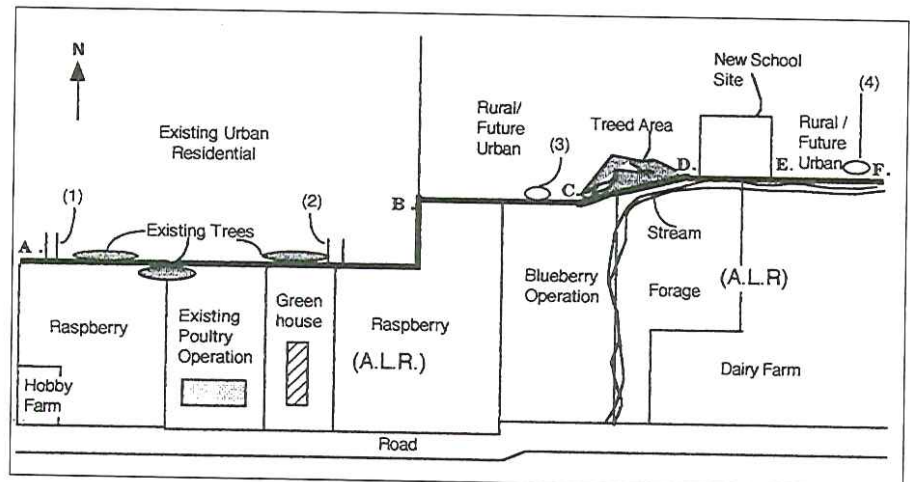 N
New School
Site
(4)
Existing Urban
Residential
Rural/
Future
Urban
(3)
Treed Area
Rural /
Future
Urban
C.
D.
E.
F.
B.
(1)
(2)
A.
Existing Trees
Stream
Raspberry
Existing
Poultry
Operation
Green
house
Raspberry
(A.L.R.)
Blueberry
Operation
Forage
(A.L.R)
Hobby
Farm
Dairy Farm
Road